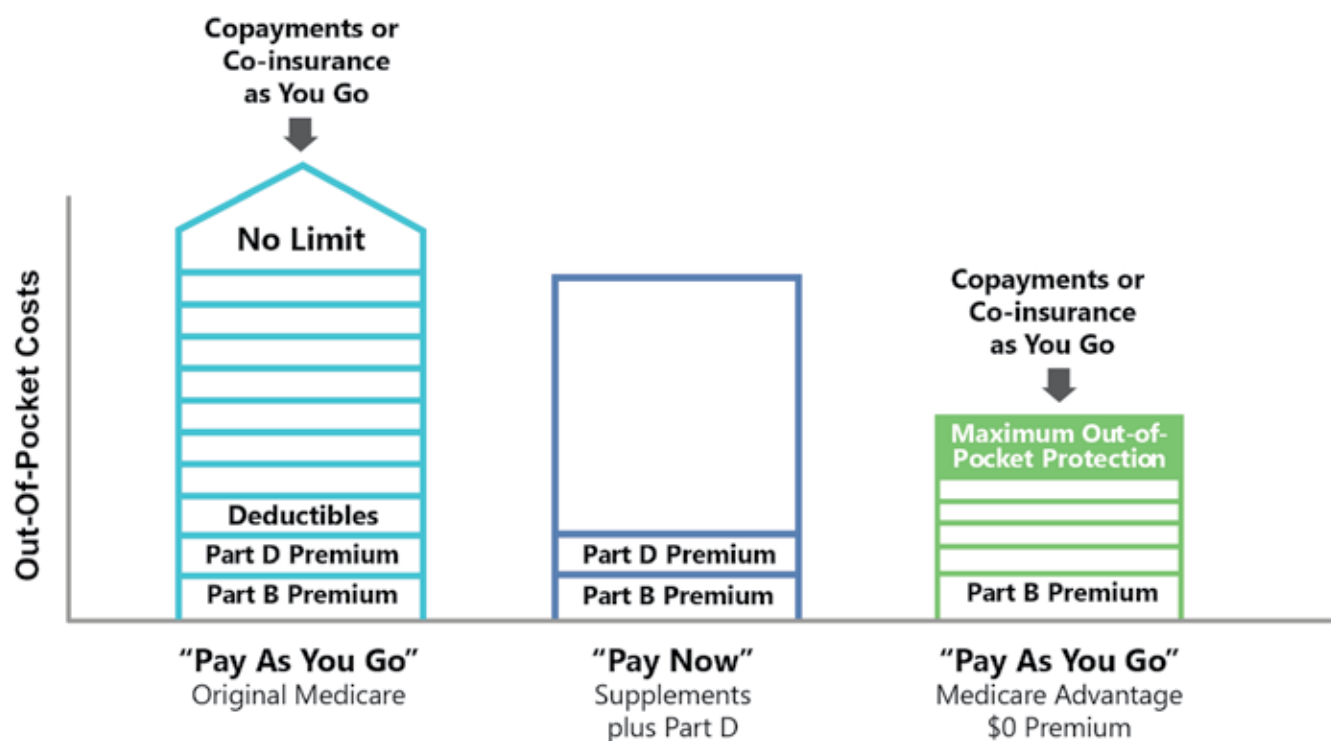 Copayments or
Co-insurance
as You Go
No Limit
Deductibles
Part D Premium
Part B Premium
Part D Premium
Part B Premium
Copayments or
Co-insurance
as You Go
Maximum Out-of-
Pocket Protection
Part B Premium
Out-Of-Pocket Costs
“Pay As You Go”
Original Medicare
“Pay Now”
Supplements
plus Part D
“Pay As You Go”
Medicare Advantage
$0 Premium